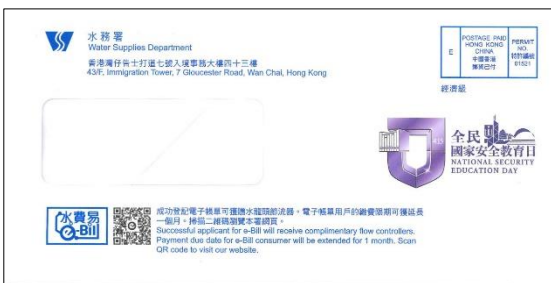 水務署
Water Supplies Department
香港灣仔告士打道七號入境事務大樓四十三樓
43/F, Immigration Tower, 7 Gloucester Road, Wan Chai, Hong Kong
E
POSTAGE PAID
HONG KONG
CHINA
中國香港
郵資已付
PERMIT
NO.
特許編號
01521
經濟級
415
全民
國家安全教育日
NATIONAL SECURITY
EDUCATION DAY
水費易
e-Bill
成功登記電子帳單可獲贈水龍頭節流器，電子帳單用戶的繳費限期可獲延長
一個月。掃描二維碼瀏覽本署網頁。
Successful applicant for e-Bill will receive complimentary flow controllers.
Payment due date for e-Bill consumer will be extended for 1 month. Scan
QR code to visit our website.